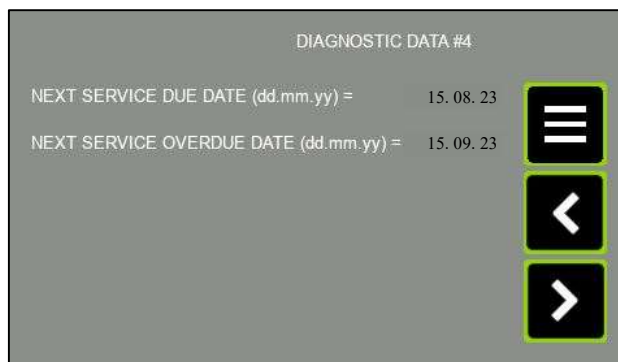 DIAGNOSTIC DATA #4
NEXT SERVICE DUE DATE (dd.mm.yy) = 15. 08. 23
NEXT SERVICE OVERDUE DATE (dd.mm.yy) = 15. 09. 23